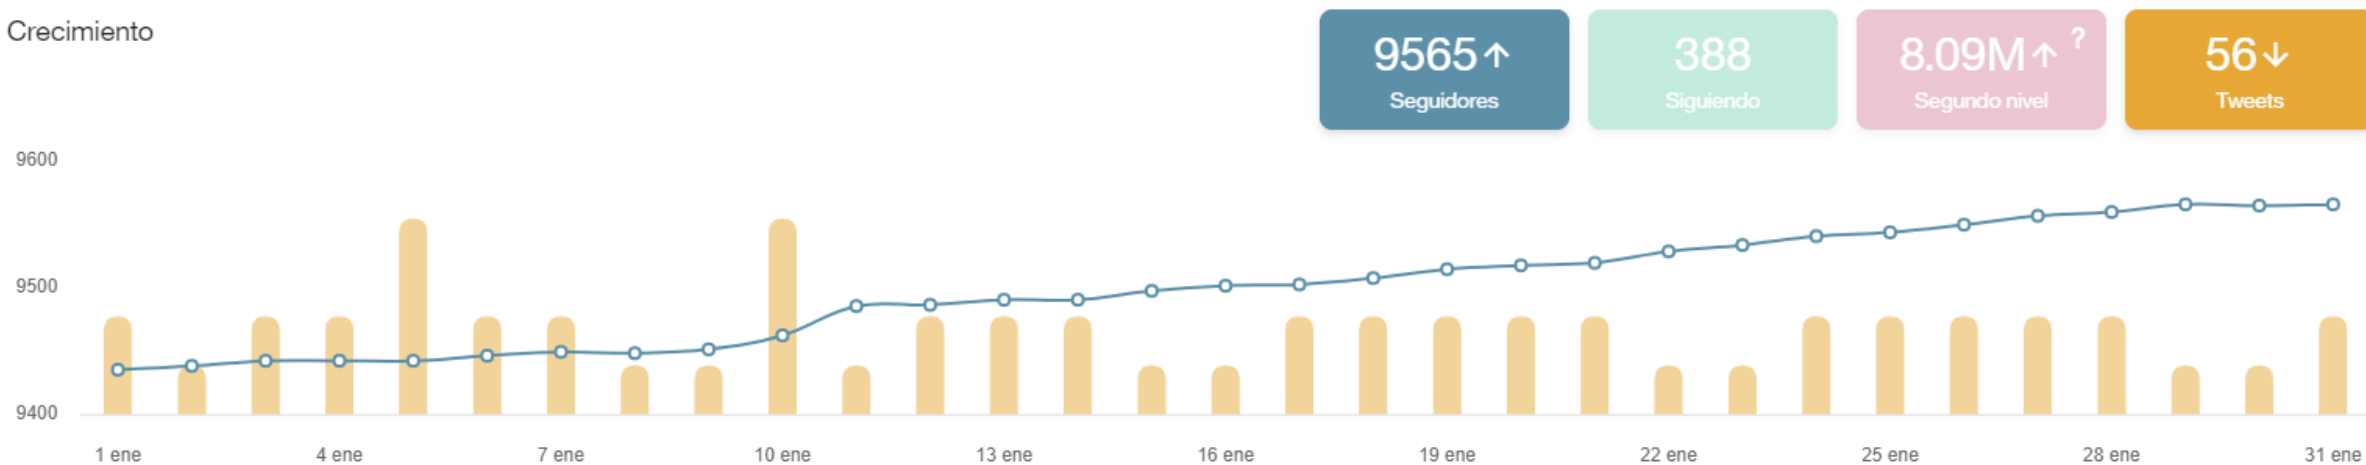 Crecimiento
9565↑
Seguidores
388
Siguiendo
8.09M↑ ?
Segundo nivel
56↓
Tweets
9600
9500
9400
1 ene 4 ene 7 ene 10 ene 13 ene 16 ene 19 ene 22 ene 25 ene 28 ene 31 ene